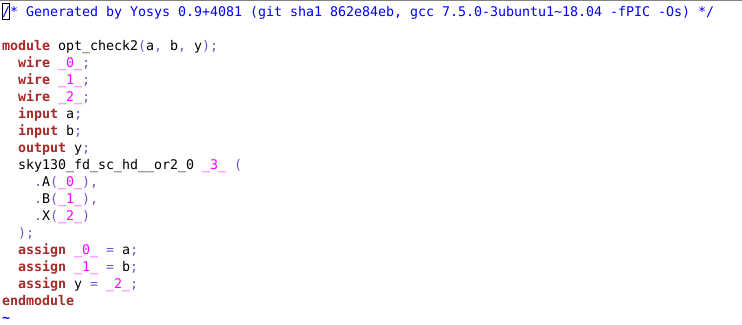 /* Generated by Yosys 0.9+4081 (git sha1 862e84eb, gcc 7.5.0-3ubuntu1~18.04 -fPIC -Os) */
module opt_check2(a, b, y);
wire _0_;
wire _1_;
wire _2_;
input a;
input b;
output y;
sky130_fd_sc_hd__or2_0 _3_ (
.A(_0_),
.B(_1_),
.X(_2_)
);
assign _0_ = a;
assign _1_ = b;
assign y = _2_;
endmodule
~